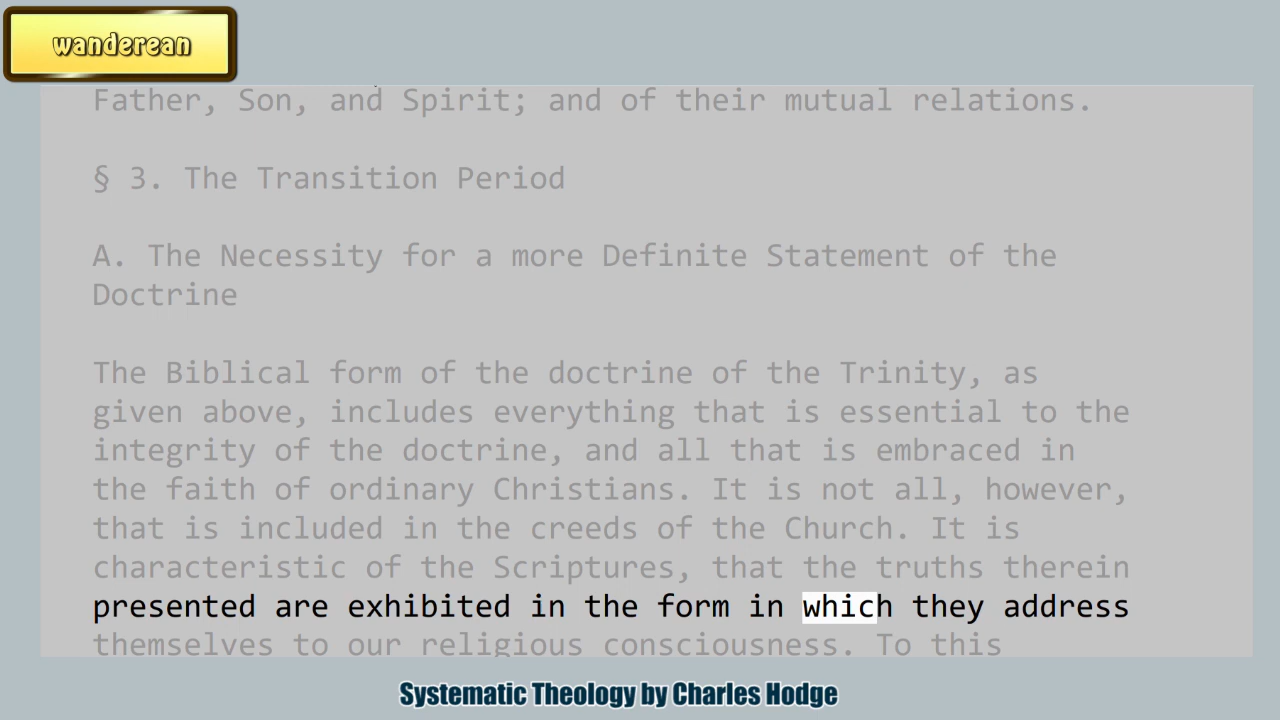 wanderean
Father, Son, and Spirit; and of their mutual relations.
§ 3. The Transition Period
A. The Necessity for a more Definite Statement of the
Doctrine
The Biblical form of the doctrine of the Trinity, as
given above, includes everything that is essential to the
integrity of the doctrine, and all that is embraced in
the faith of ordinary Christians. It is not all, however,
that is included in the creeds of the Church. It is
characteristic of the Scriptures, that the truths therein
presented are exhibited in the form in which they address
themselves to our religious consciousness. To this
Systematic Theology by Charles Hodge